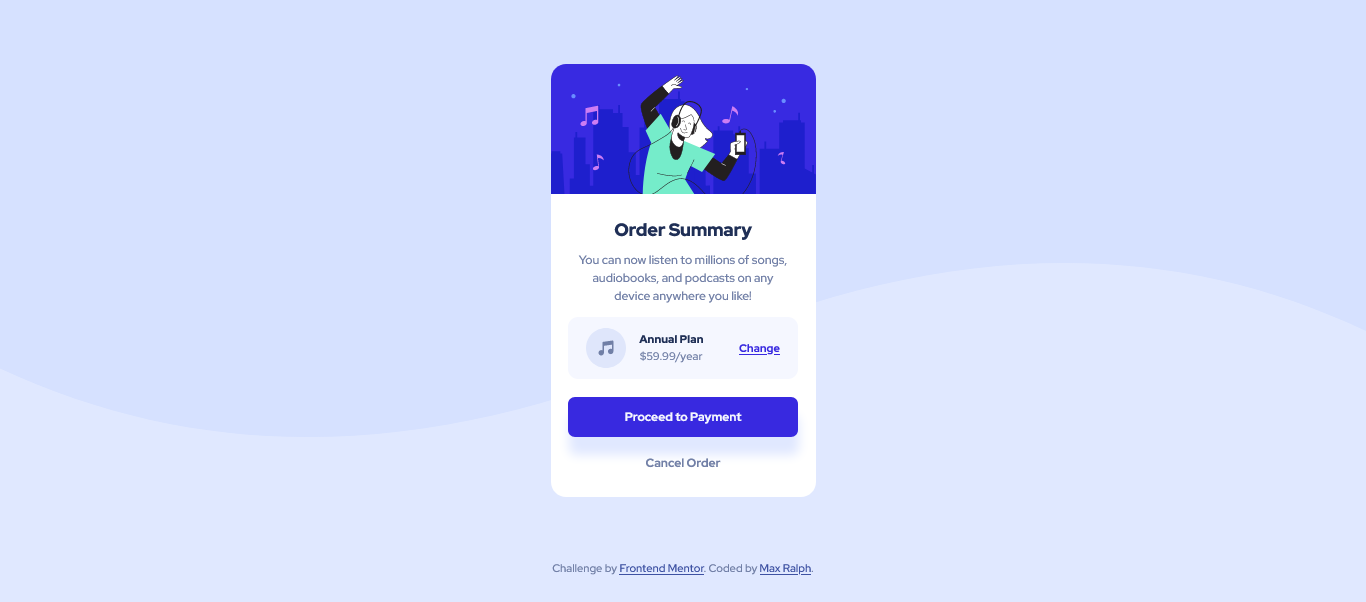 Order Summary
You can now listen to millions of songs,
audiobooks, and podcasts on any
device anywhere you like!
Annual Plan
$59.99/year
Change
Proceed to Payment
Cancel Order
Challenge by Frontend Mentor. Coded by Max Ralph.